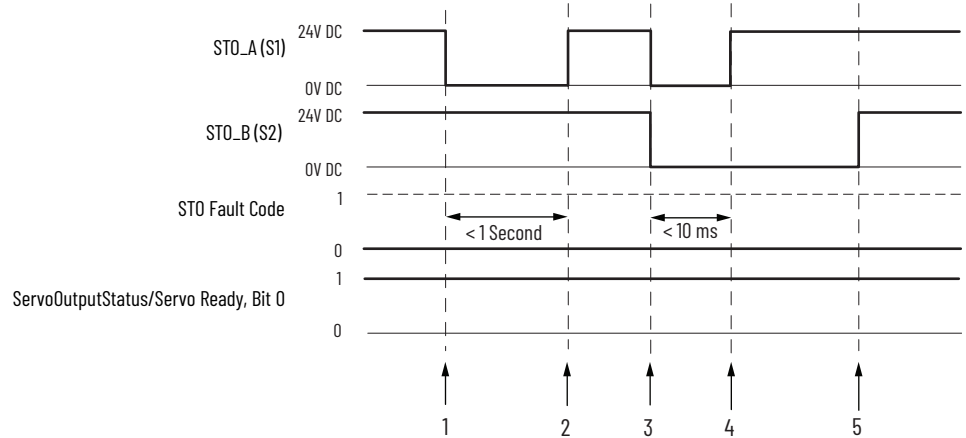 24V DC
STO_A (S1)
0V DC
24V DC
STO_B (S2)
0V DC
1
STO Fault Code
< 1 Second
< 10 ms
0
1
ServoOutputStatus/Servo Ready, Bit 0
0
1 2 3 4 5